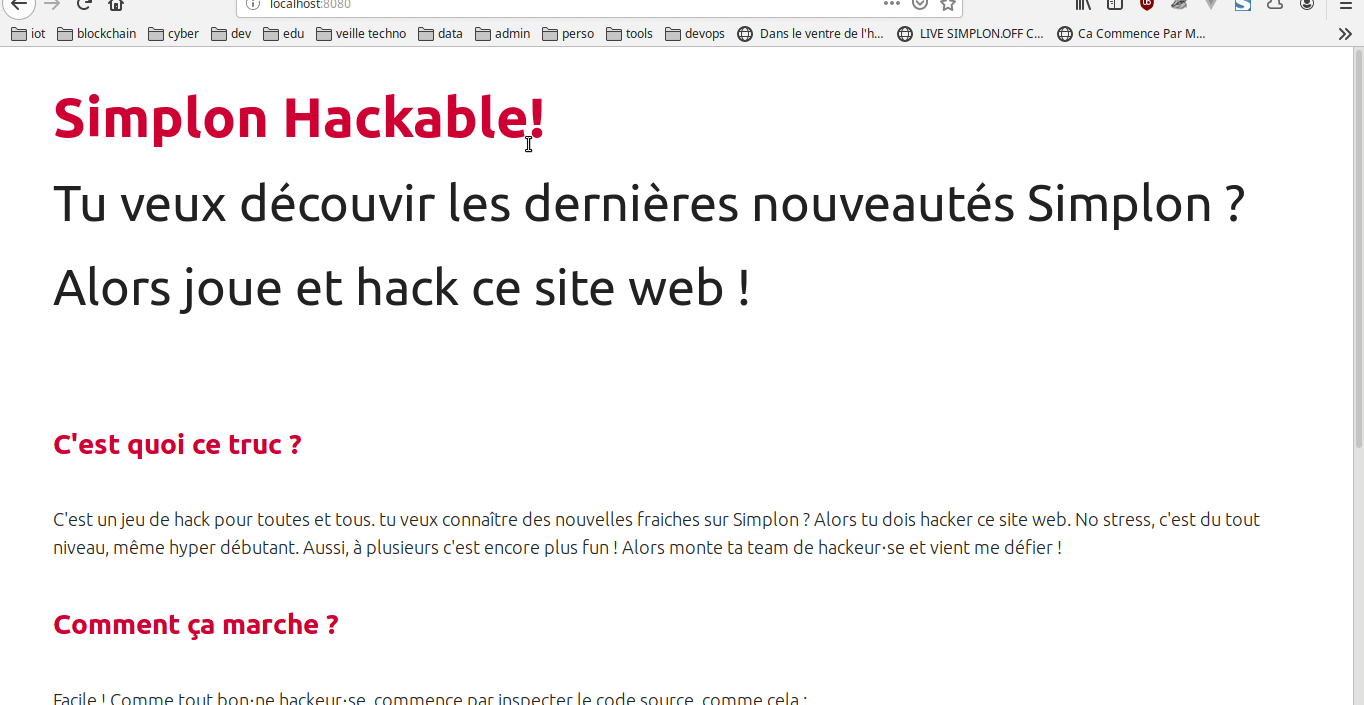 localhost:8080
iot blockchain cyber dev edu veille techno data admin perso tools devops Dans le ventre de l'h... LIVE SIMPLON.OFF C... Ca Commence Par M...
Simplon Hackable!
Tu veux découvir les dernières nouveautés Simplon ?
Alors joue et hack ce site web !
C'est quoi ce truc ?
C'est un jeu de hack pour toutes et tous. tu veux connaître des nouvelles fraiches sur Simplon ? Alors tu dois hacker ce site web. No stress, c'est du tout
niveau, même hyper débutant. Aussi, à plusieurs c'est encore plus fun ! Alors monte ta team de hackeur·se et vient me défier !
Comment ça marche ?
Facile ! Comme tout bon·ne hackeur·se, commence par inspecter le code source, comme cela :